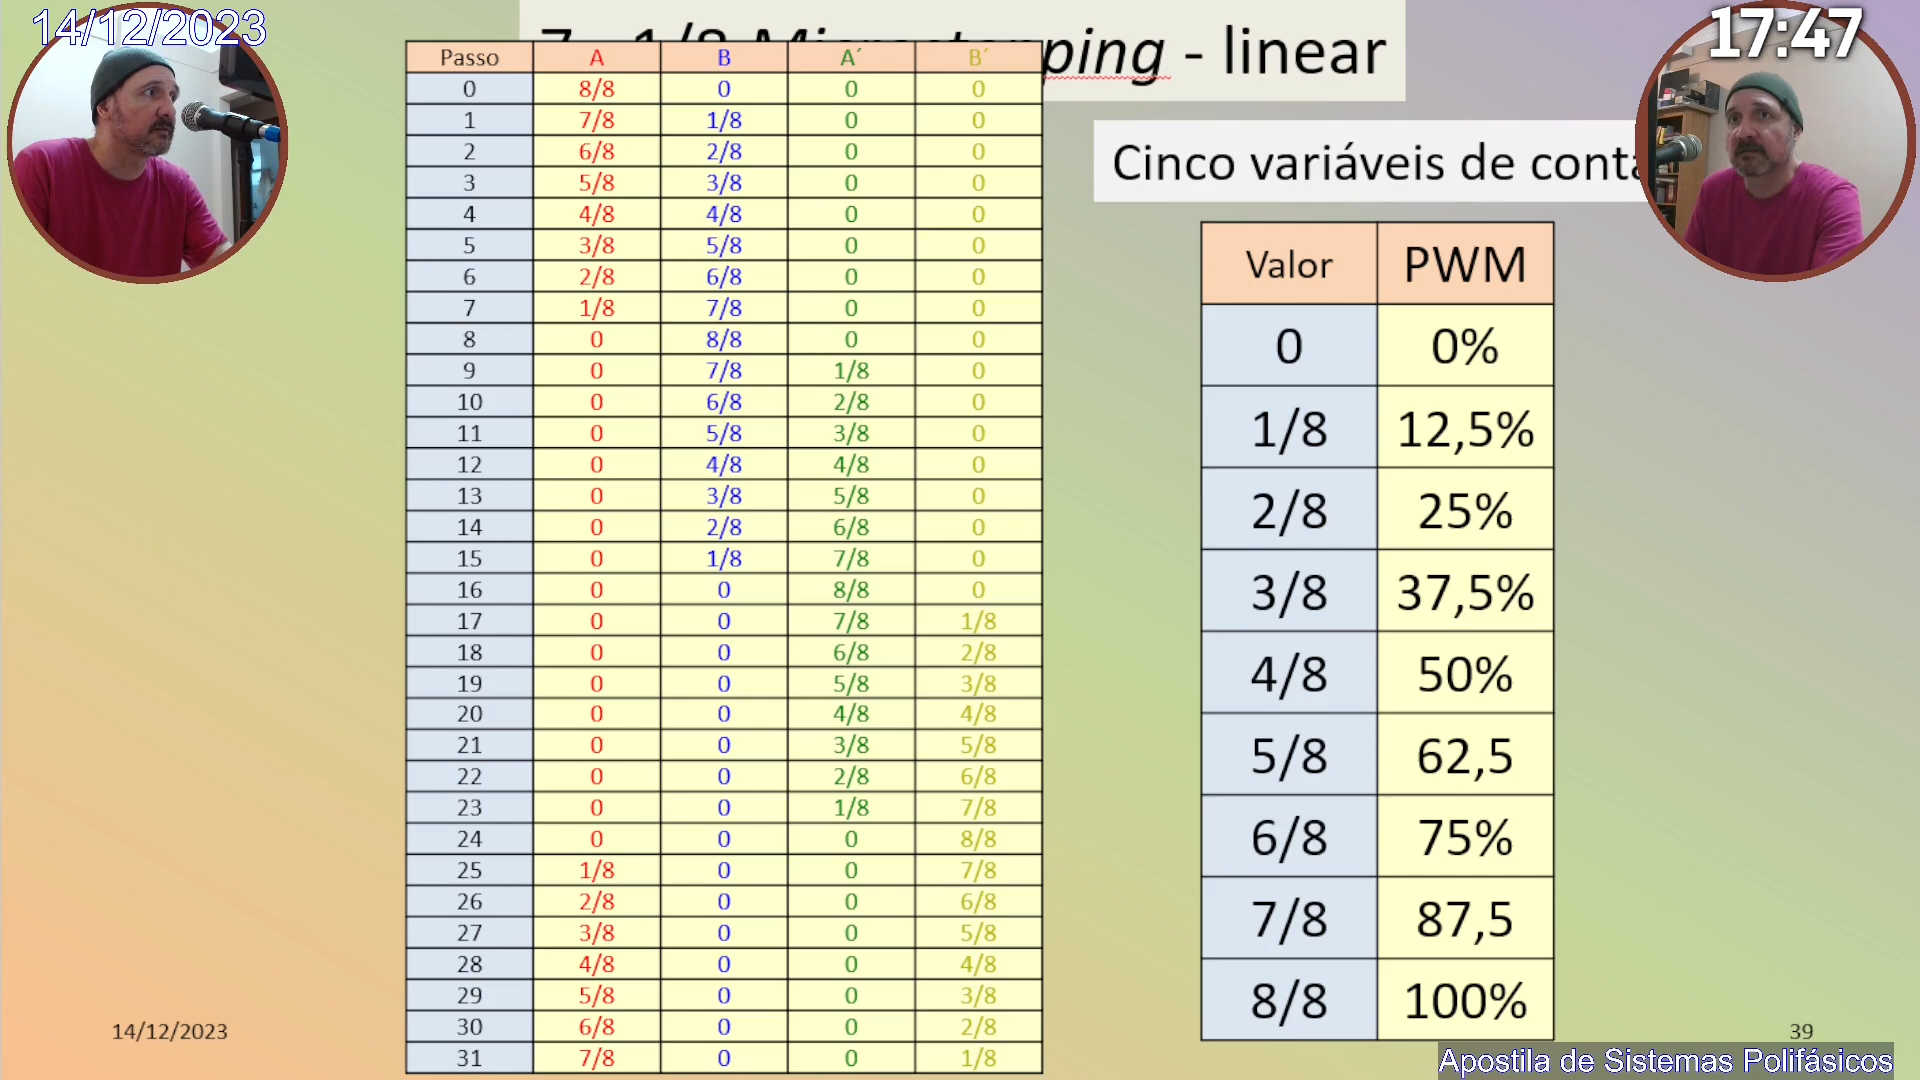 14/12/2023
17:47
7 - 1/8 Microstepping - linear
Cinco variáveis de
Passo A B A´ B´
0 8/8 0 0 0
1 7/8 1/8 0 0
2 6/8 2/8 0 0
3 5/8 3/8 0 0
4 4/8 4/8 0 0
5 3/8 5/8 0 0
6 2/8 6/8 0 0
7 1/8 7/8 0 0
8 0 8/8 0 0
9 0 7/8 1/8 0
10 0 6/8 2/8 0
11 0 5/8 3/8 0
12 0 4/8 4/8 0
13 0 3/8 5/8 0
14 0 2/8 6/8 0
15 0 1/8 7/8 0
16 0 0 8/8 0
17 0 0 7/8 1/8
18 0 0 6/8 2/8
19 0 0 5/8 3/8
20 0 0 4/8 4/8
21 0 0 3/8 5/8
22 0 0 2/8 6/8
23 0 0 1/8 7/8
24 0 0 0 8/8
25 1/8 0 0 7/8
26 2/8 0 0 6/8
27 3/8 0 0 5/8
28 4/8 0 0 4/8
29 5/8 0 0 3/8
30 6/8 0 0 2/8
31 7/8 0 0 1/8
Valor PWM
0 0%
1/8 12,5%
2/8 25%
3/8 37,5%
4/8 50%
5/8 62,5
6/8 75%
7/8 87,5
8/8 100%
14/12/2023
39
Apostila de Sistemas Polifásicos